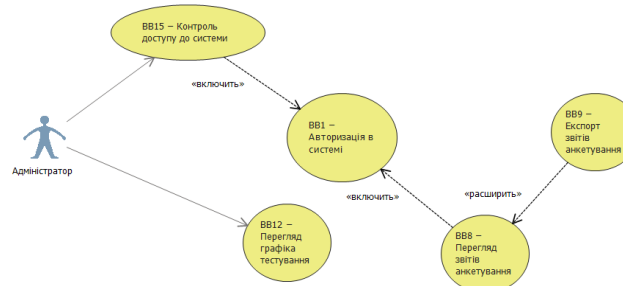 ВВ15 – Контроль
доступу до системи
«включить»
ВВ1 –
Авторизація в
системі
ВВ9 –
Експорт
звітів
анкетування
Адміністратор
«включить»
«расширить»
ВВ12 –
Перегляд
графіка
тестування
ВВ8 –
Перегляд
звітів
анкетування